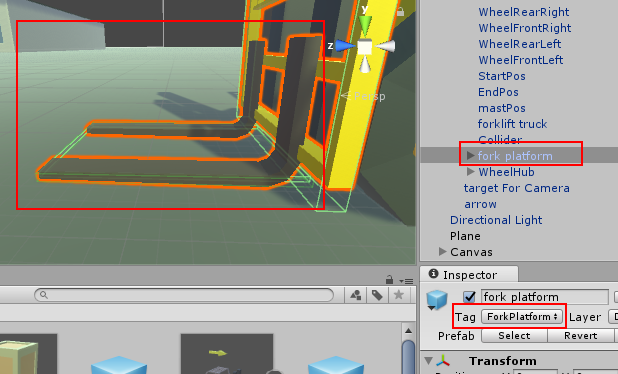 y
z
Persp
WheelRearRight
WheelFrontRight
WheelRearLeft
WheelFrontLeft
StartPos
EndPos
mastPos
forklift truck
Collider
fork platform
WheelHub
target For Camera
arrow
Directional Light
Plane
Canvas
Inspector
fork platform
Tag ForkPlatform Layer D
Prefab Select Revert
Transform